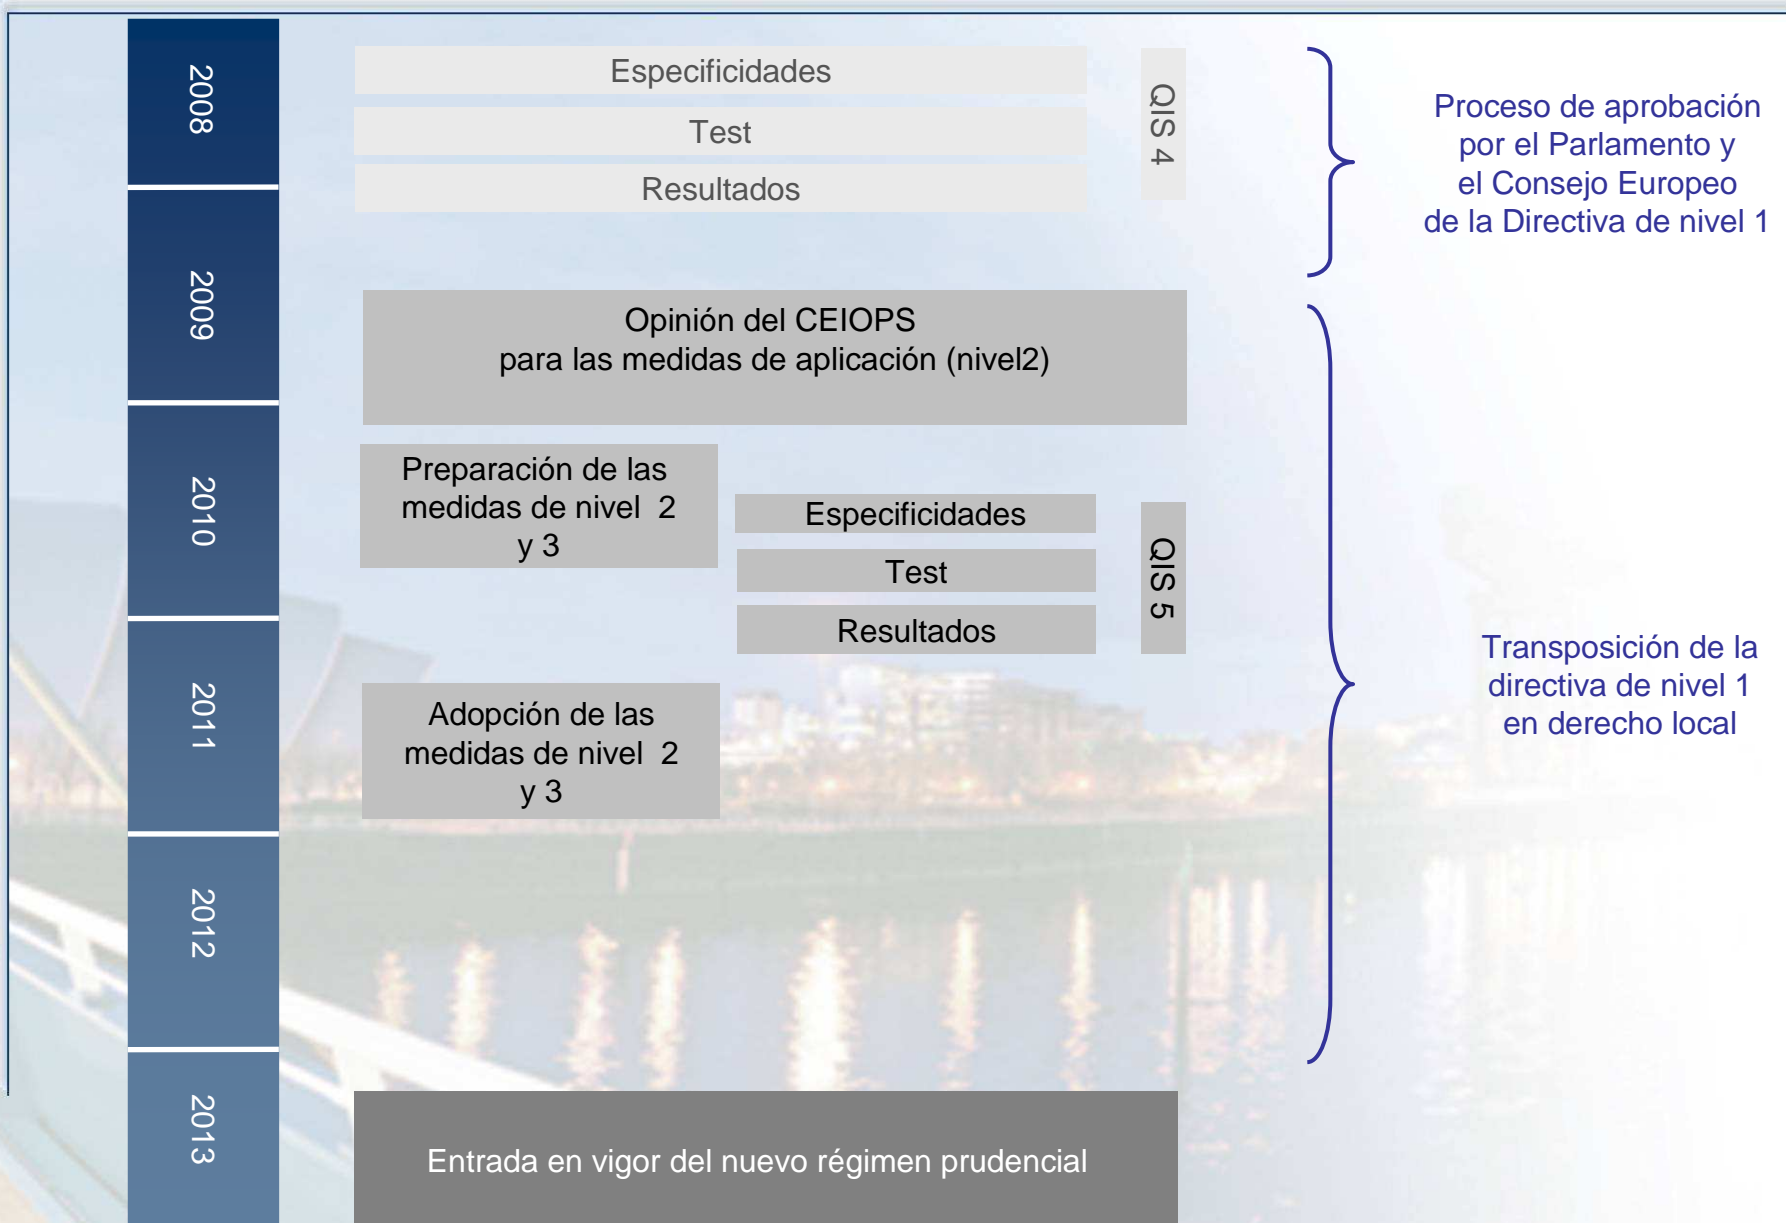 2008
Especificidades
Test
Resultados
QIS 4
Proceso de aprobación
por el Parlamento y
el Consejo Europeo
de la Directiva de nivel 1
2009
Opinión del CEIOPS
para las medidas de aplicación (nivel2)
2010
Preparación de las
medidas de nivel  2
y 3
Especificidades
Test
Resultados
QIS 5
Transposición de la
directiva de nivel 1
en derecho local
2011
Adopción de las
medidas de nivel  2
y 3
2012
2013
Entrada en vigor del nuevo régimen prudencial